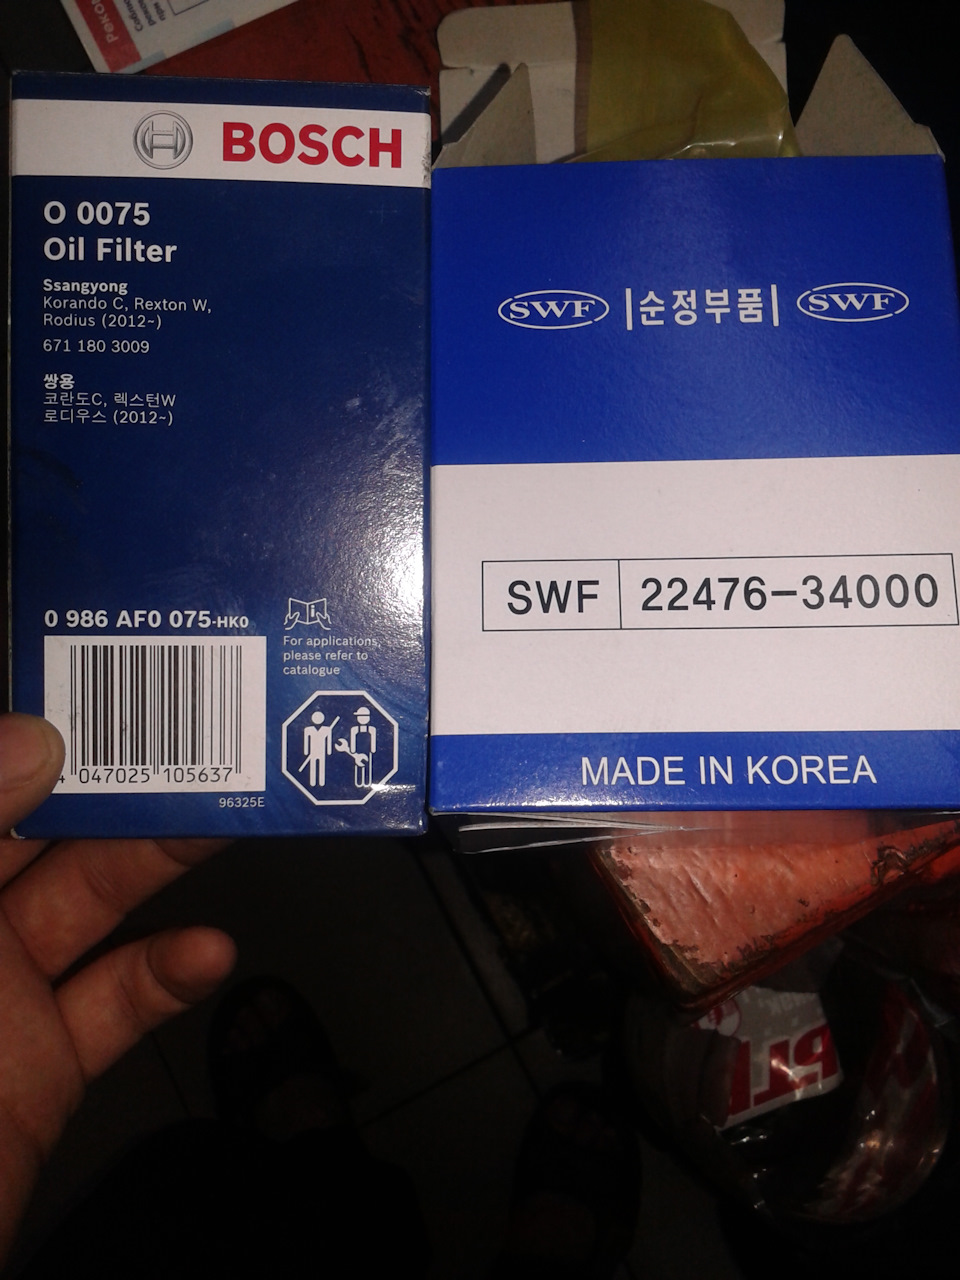 BOSCH
O 0075
Oil Filter
Ssangyong
Korando C, Rexton W,
Rodius (2012~)
671 180 3009
쌍용
코란도C, 렉스턴W
로디우스 (2012~)
0 986 AF0 075-HK0
For applications,
please refer to
catalogue
4 047025 105637
96325E
SWF |순정부품| SWF
SWF 22476-34000
MADE IN KOREA